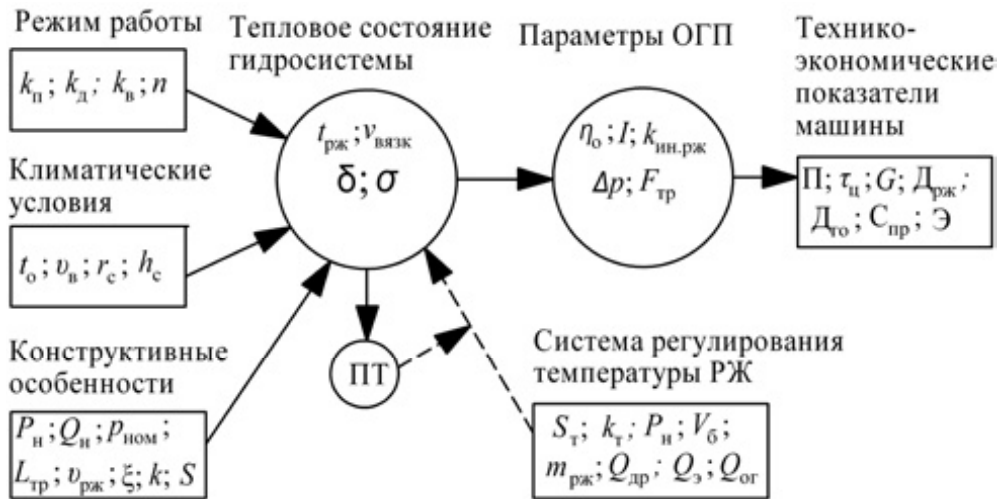 Режим работы
k_п; k_д; k_в; n
Климатические
условия
t_о; υ_в; r_с; h_с
Конструктивные
особенности
P_н; Q_н; p_ном;
L_тр; υ_рж; ξ; k; S
Тепловое состояние
гидросистемы
t_рж; ν_вязк
δ; σ
ПТ
Параметры ОГП
η_о; I; k_ин.рж
Δp; F_тр
Система регулирования
температуры РЖ
S_т; k_т; P_н; V_б;
m_рж; Q_др; Q_э; Q_ог
Технико-
экономические
показатели
машины
П; τ_ц; G; Д_рж;
Д_то; С_пр; Э